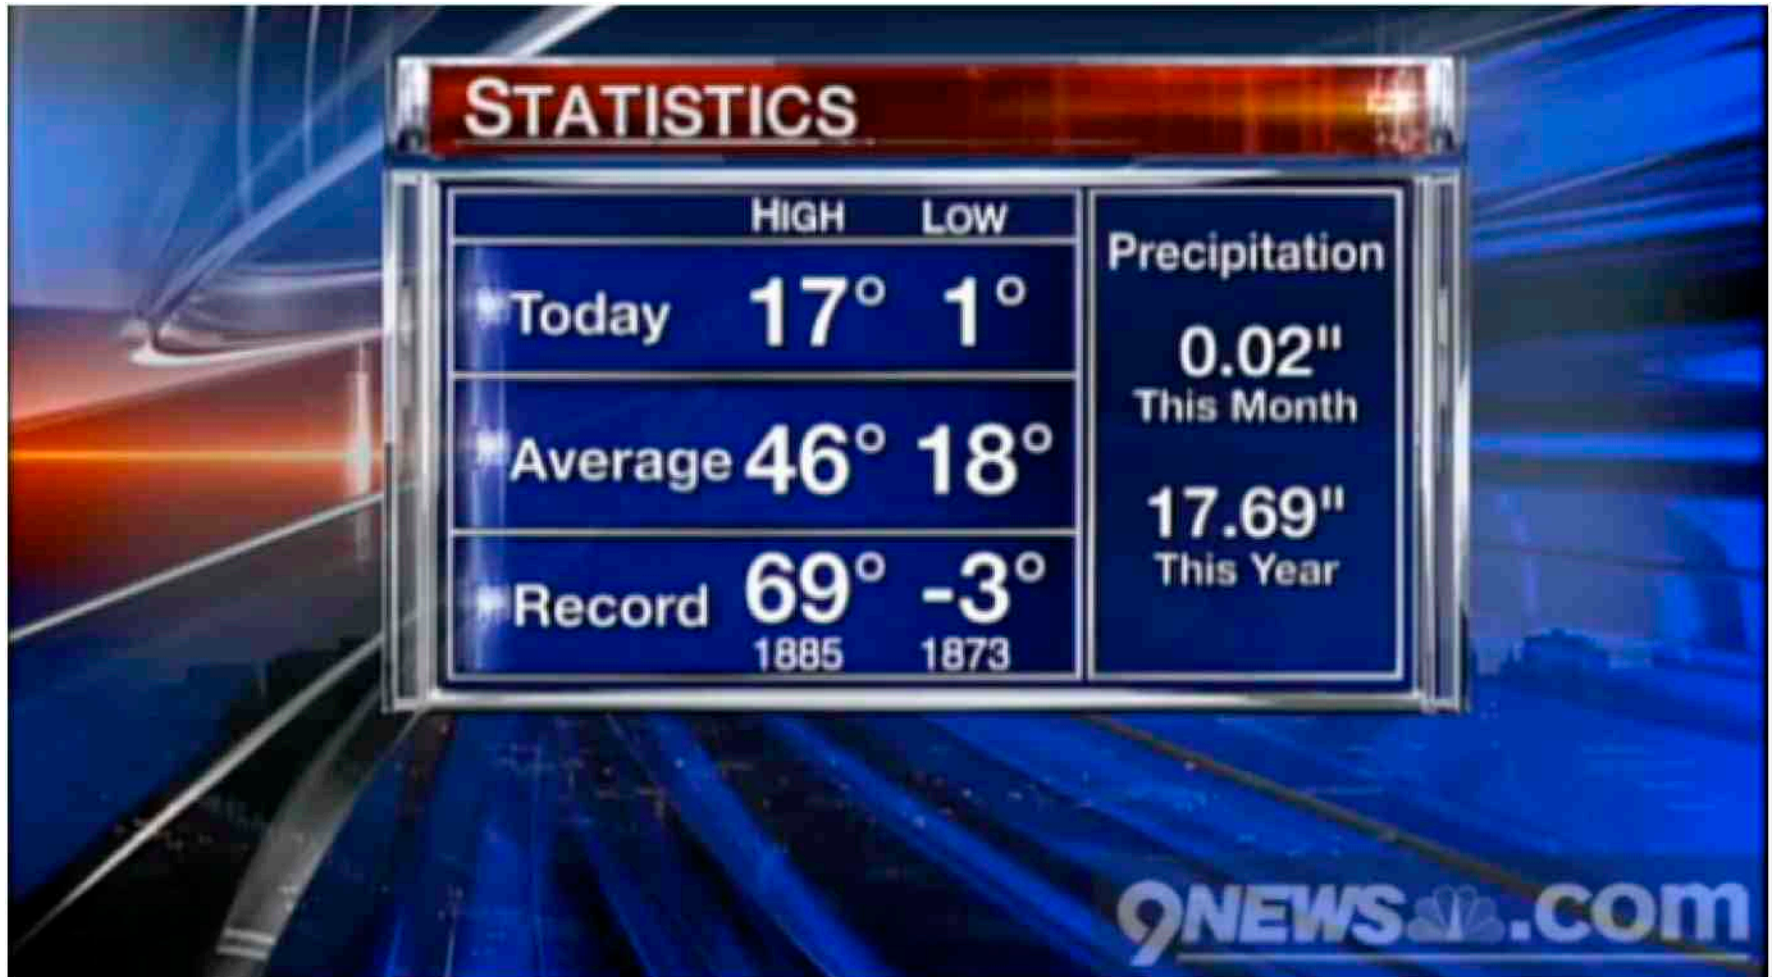 STATISTICS
HIGH LOW
Today 17° 1°
Average 46° 18°
Record 69° -3°
1885 1873
Precipitation
0.02"
This Month
17.69"
This Year
9NEWS.com